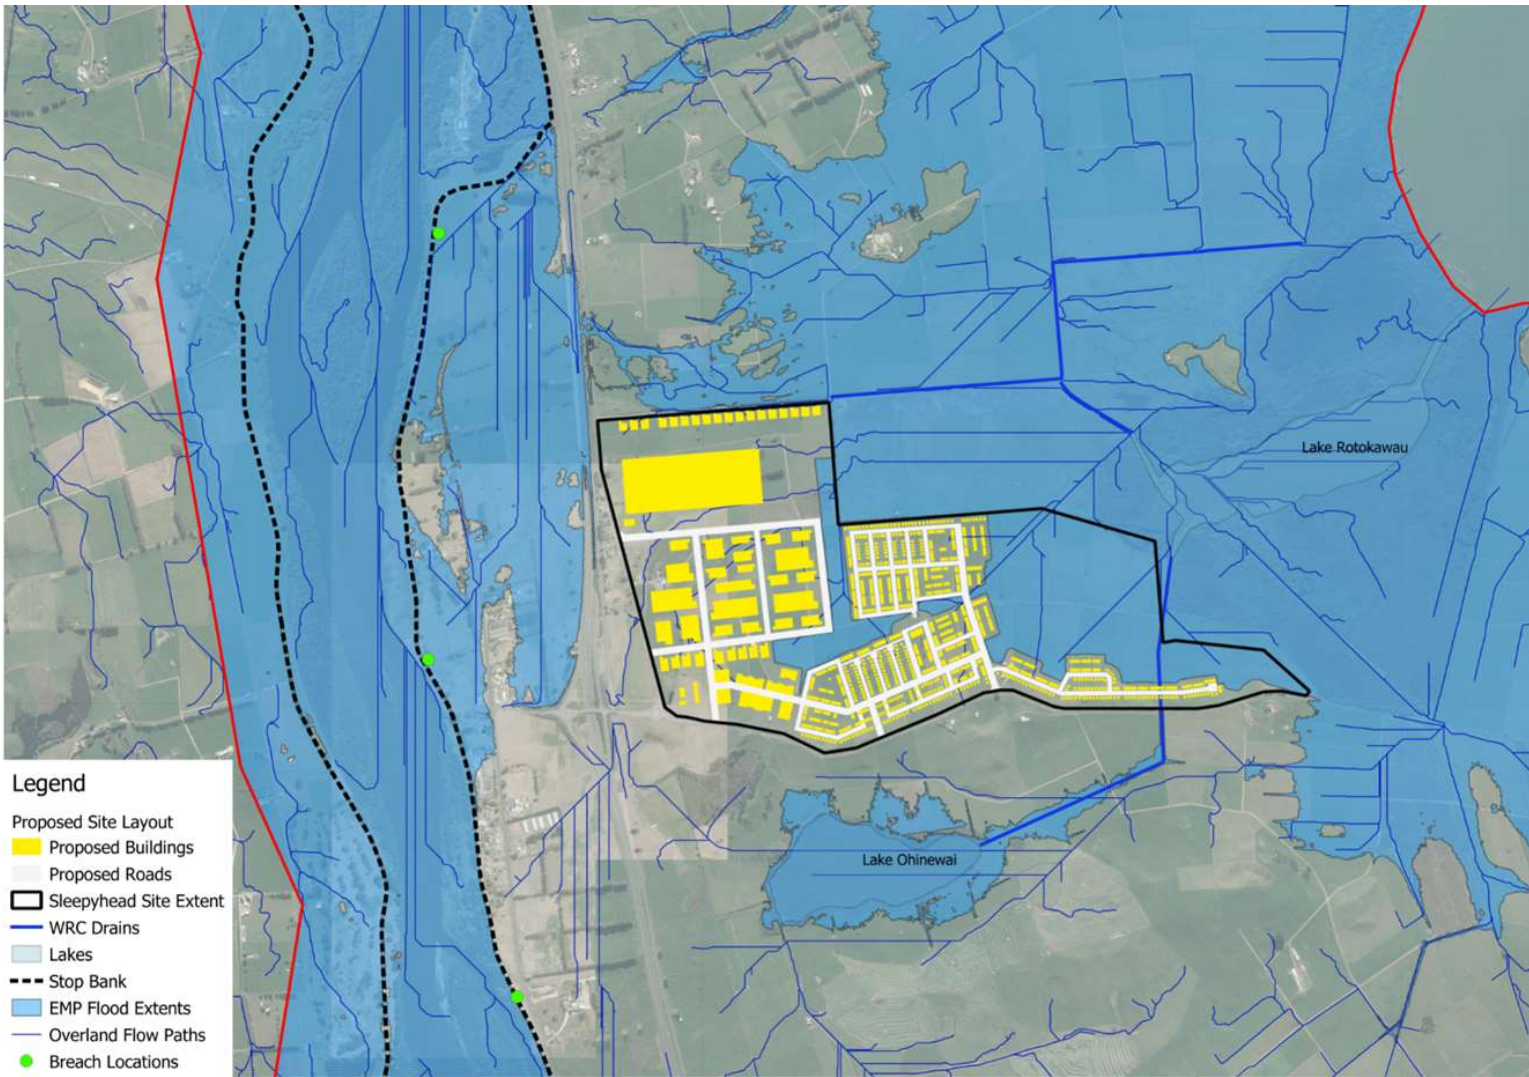 Lake Rotokawau
Lake Ohinewai
Legend
Proposed Site Layout
Proposed Buildings
Proposed Roads
Sleepyhead Site Extent
WRC Drains
Lakes
Stop Bank
EMP Flood Extents
Overland Flow Paths
Breach Locations